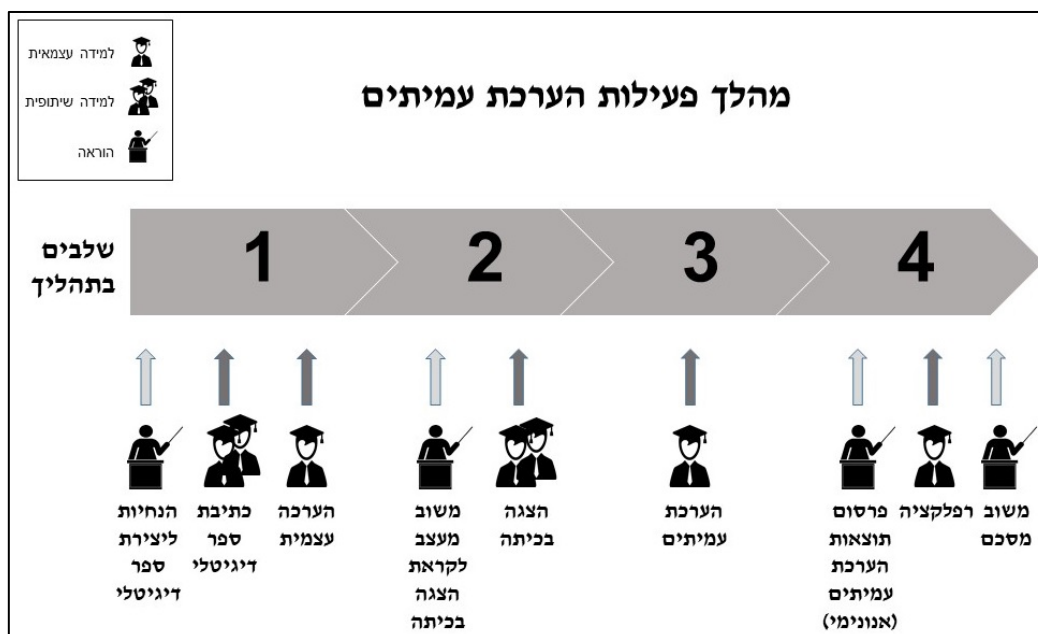 למידה עצמאית
למידה שיתופית
הוראה
מהלך פעילות הערכת עמיתים
שלבים
בתהליך
1
2
3
4
הנחיות
ליצירת
ספר
דיגיטלי
כתיבת
ספר
דיגיטלי
הערכה
עצמית
משוב
מעצב
לקראת
הצגה
בכיתה
הצגה
בכיתה
הערכת
עמיתים
פרסום
תוצאות
הערכת
עמיתים
(אנונימי)
רפלקציה
משוב
מסכם